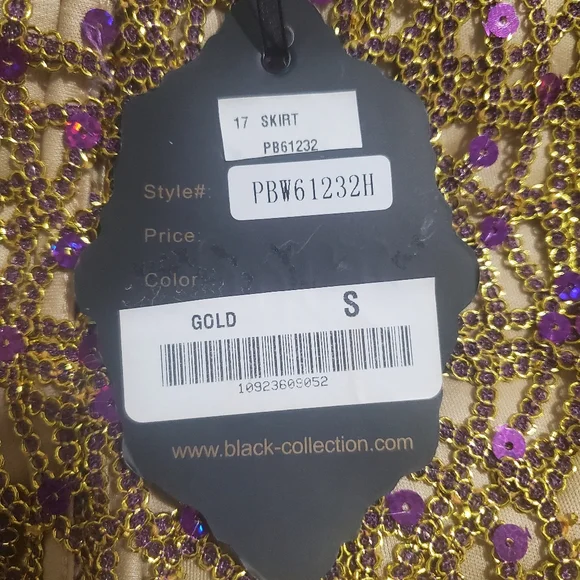 17 SKIRT
PB61232
Style#:
PBW61232H
Price:
Color
GOLD S
10923609052
www.black-collection.com